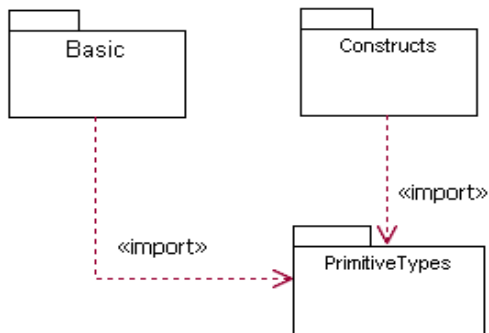 Basic
Constructs
«import»
«import»
PrimitiveTypes